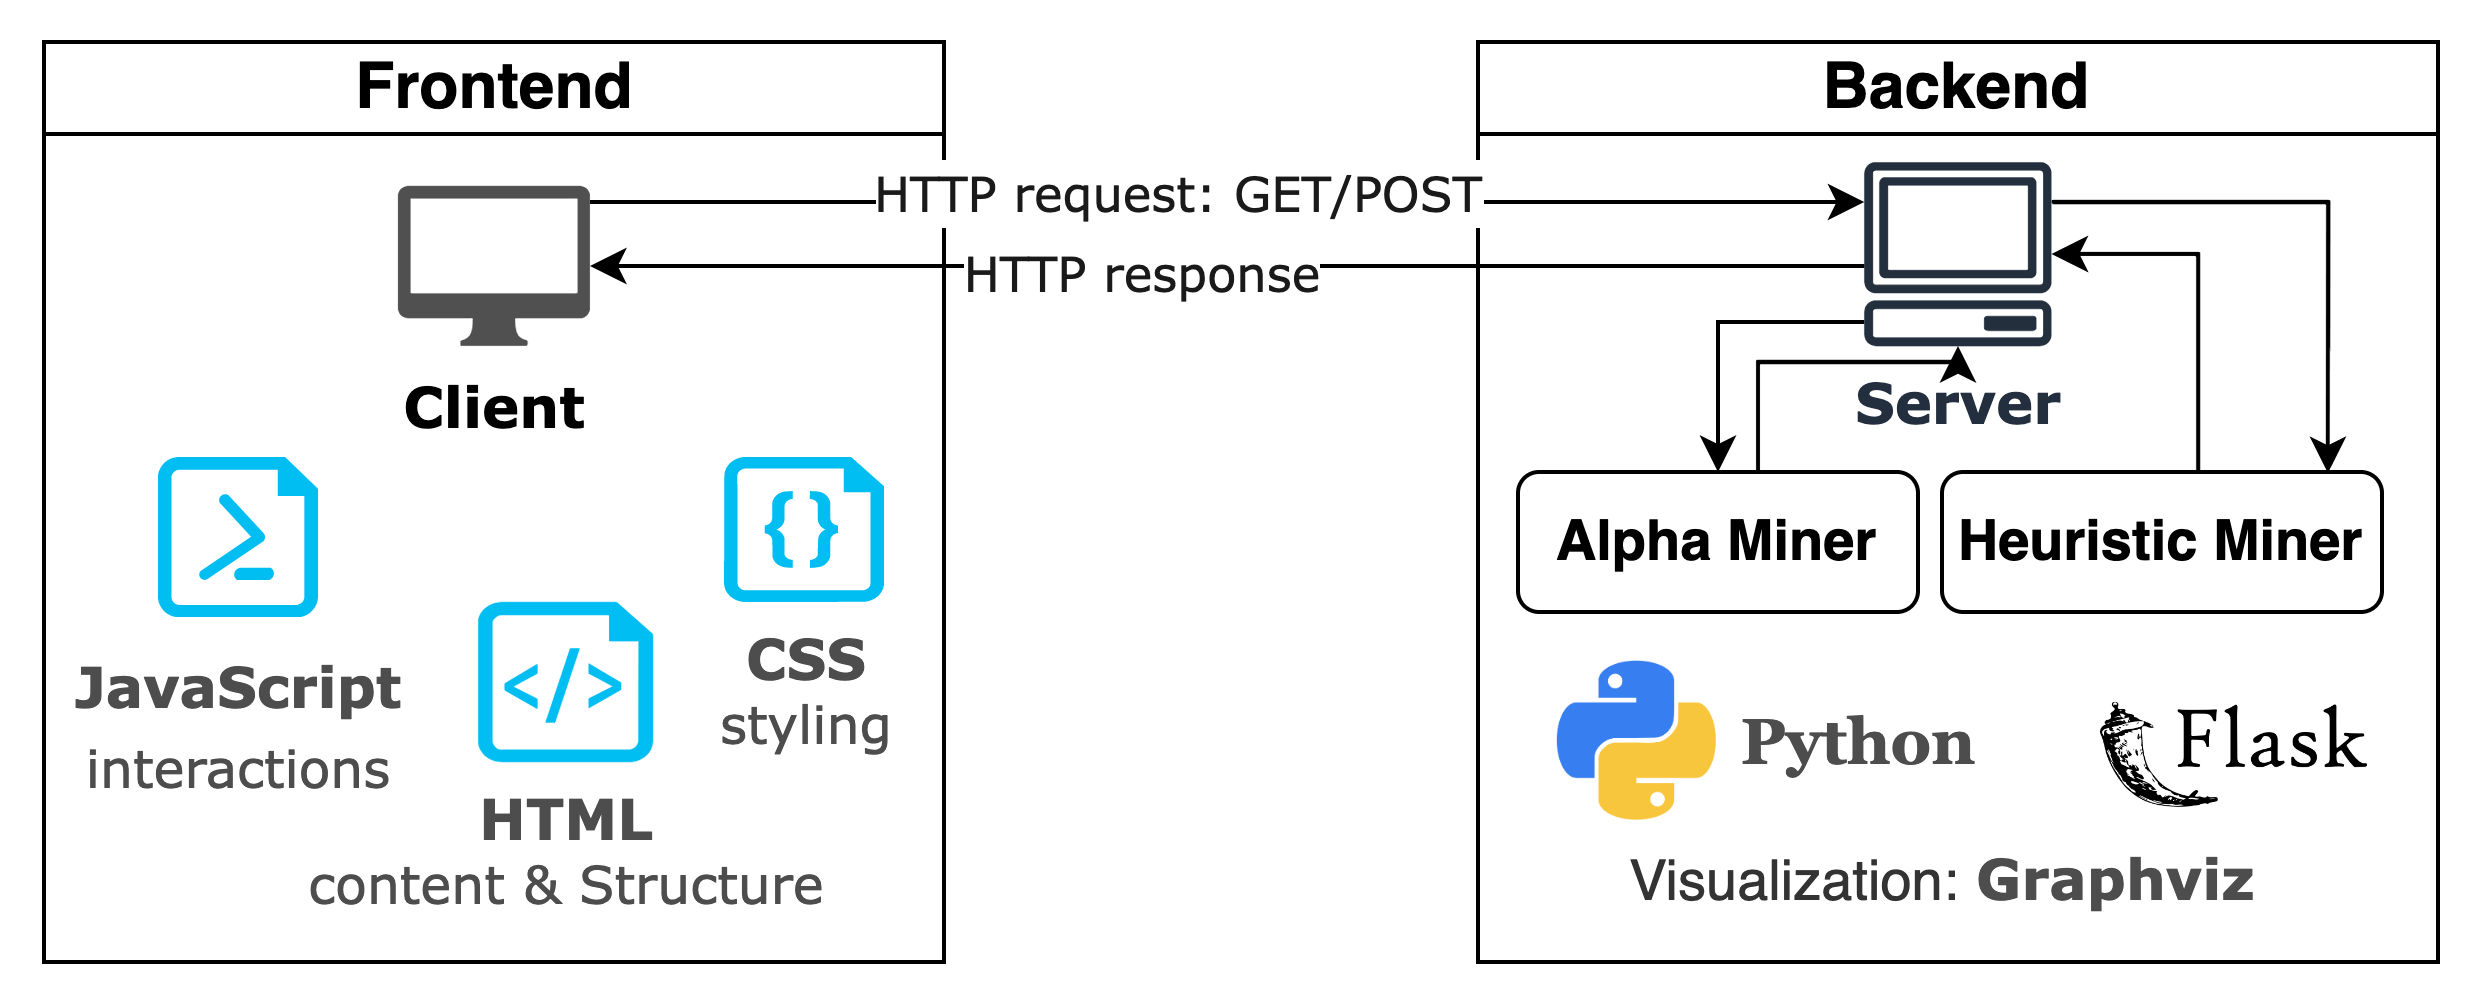 Frontend
Client
JavaScript
interactions
HTML
content & Structure
CSS
styling
HTTP request: GET/POST
HTTP response
Backend
Server
Alpha Miner
Heuristic Miner
Python
Flask
Visualization: Graphviz